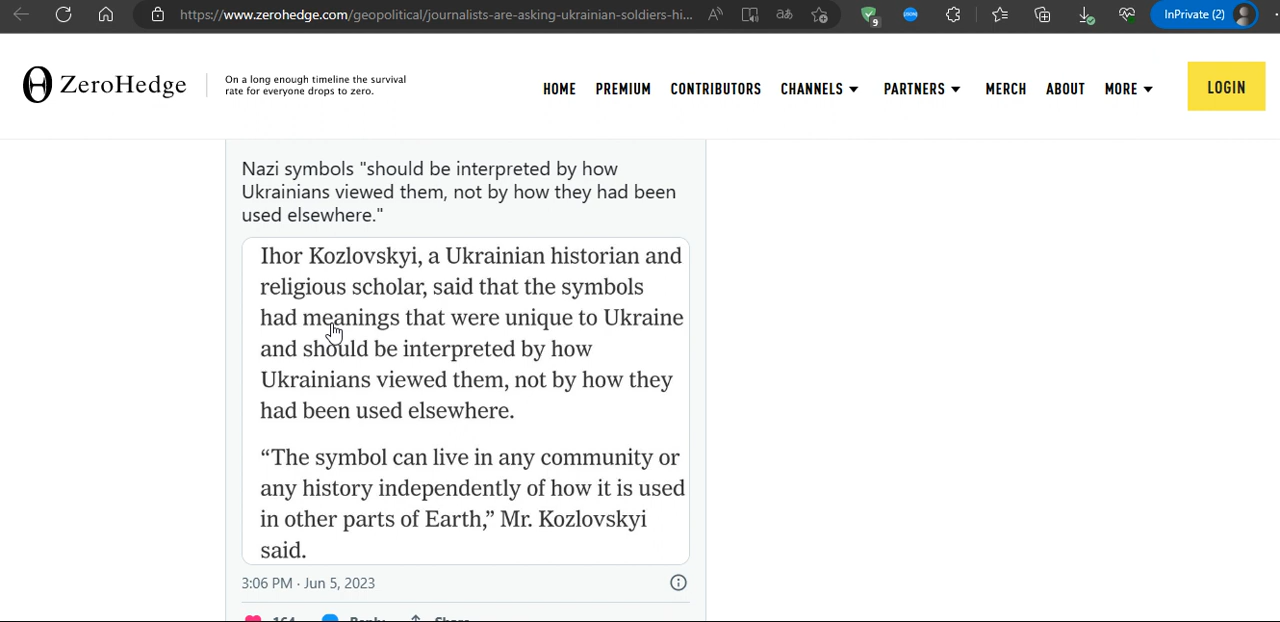 https://www.zerohedge.com/geopolitical/journalists-are-asking-ukrainian-soldiers-hi...
9
InPrivate (2)
ZeroHedge
On a long enough timeline the survival
rate for everyone drops to zero.
HOME PREMIUM CONTRIBUTORS CHANNELS PARTNERS MERCH ABOUT MORE LOGIN
Nazi symbols "should be interpreted by how
Ukrainians viewed them, not by how they had been
used elsewhere."
Ihor Kozlovskyi, a Ukrainian historian and
religious scholar, said that the symbols
had meanings that were unique to Ukraine
and should be interpreted by how
Ukrainians viewed them, not by how they
had been used elsewhere.
“The symbol can live in any community or
any history independently of how it is used
in other parts of Earth,” Mr. Kozlovskyi
said.
3:06 PM · Jun 5, 2023
164 Reply Share